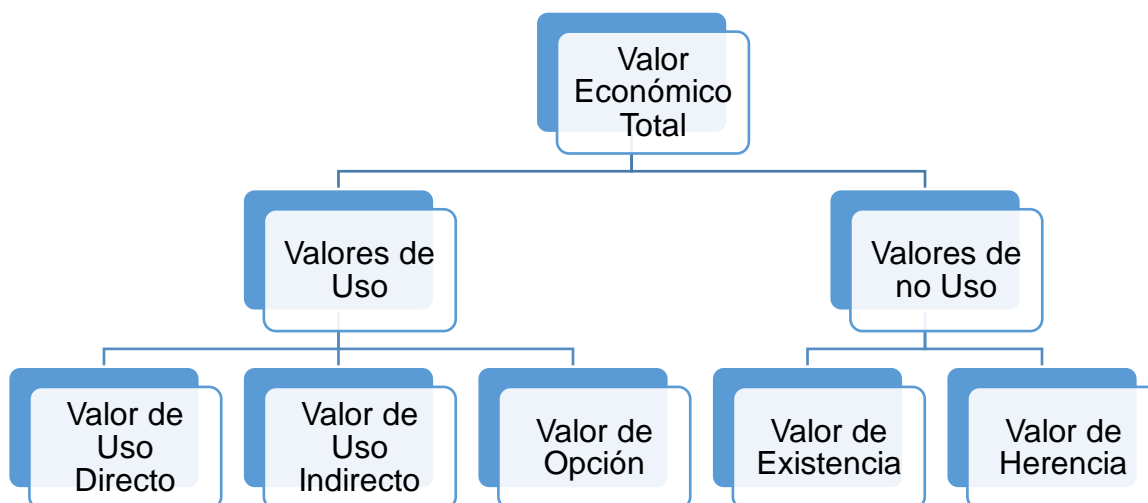 Valor
Económico
Total
Valores de
Uso
Valores de
no Uso
Valor de
Uso
Directo
Valor de
Uso
Indirecto
Valor de
Opción
Valor de
Existencia
Valor de
Herencia